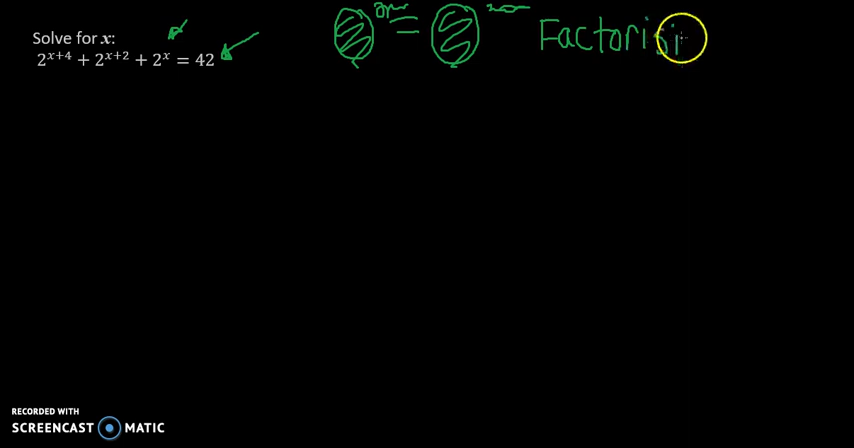 Solve for x:
2^{x+4} + 2^{x+2} + 2^x = 42
=
Factorisi
RECORDED WITH
SCREENCAST MATIC